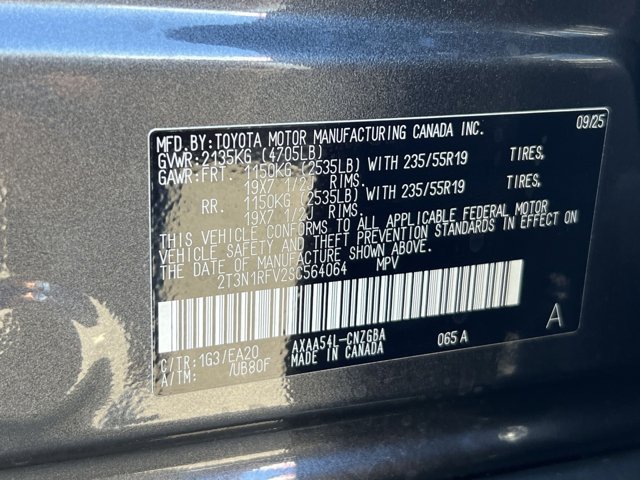 MFD.BY:TOYOTA MOTOR MANUFACTURING CANADA INC. 09/25
GVWR:2135KG (4705LB)
GAWR:FRT. 1150KG (2535LB) WITH 235/55R19 TIRES,
19X7 1/2J RIMS.
RR. 1150KG (2535LB) WITH 235/55R19 TIRES,
19X7 1/2J RIMS.
THIS VEHICLE CONFORMS TO ALL APPLICABLE FEDERAL MOTOR
VEHICLE SAFETY AND THEFT PREVENTION STANDARDS IN EFFECT ON
THE DATE OF MANUFACTURE SHOWN ABOVE.
2T3N1RFV2SC564064 MPV
C/TR:1G3/EA20 AXAA54L-CNZGBA 065A A
A/TM: /UB80F MADE IN CANADA